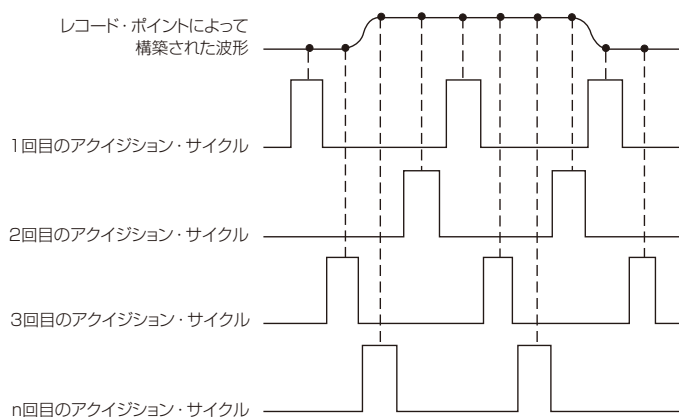 レコード・ポイントによって
構築された波形
1回目のアクイジション・サイクル
2回目のアクイジション・サイクル
3回目のアクイジション・サイクル
n回目のアクイジション・サイクル